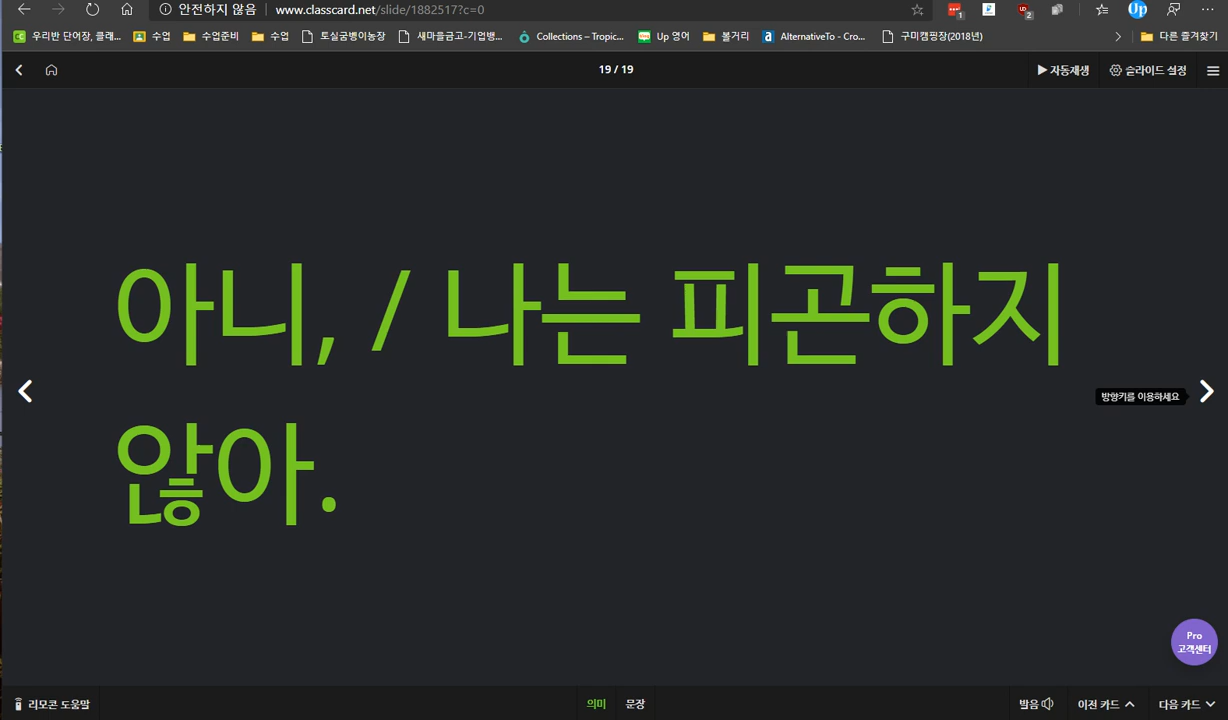 안전하지 않음 www.classcard.net/slide/1882517?c=0
우리반 단어장, 클래... 수업 수업준비 수업 토실굼벵이농장 새마을금고-기업뱅... Collections – Tropic... Up 영어 볼거리 AlternativeTo - Cro... 구미캠핑장(2018년) 다른 즐겨찾기
19 / 19 자동재생 슬라이드 설정
아니, / 나는 피곤하지
방향키를 이용하세요
않아.
Pro
고객센터
리모콘 도움말 의미 문장 발음 이전 카드 다음 카드